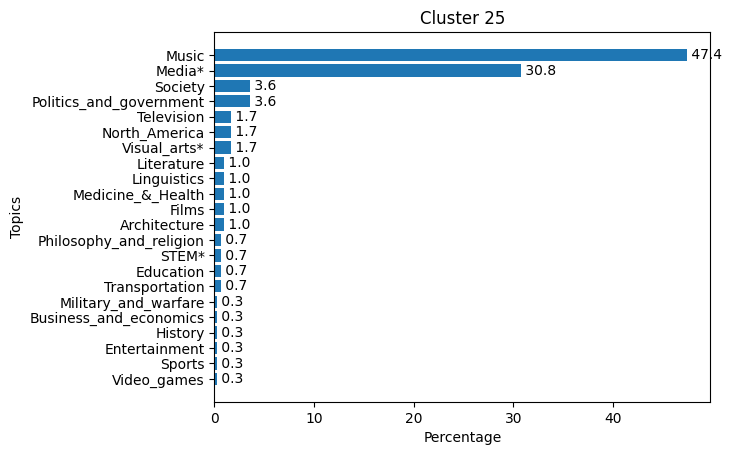 Cluster 25
Topics
Music 47.4
Media* 30.8
Society 3.6
Politics_and_government 3.6
Television 1.7
North_America 1.7
Visual_arts* 1.7
Literature 1.0
Linguistics 1.0
Medicine_&_Health 1.0
Films 1.0
Architecture 1.0
Philosophy_and_religion 0.7
STEM* 0.7
Education 0.7
Transportation 0.7
Military_and_warfare 0.3
Business_and_economics 0.3
History 0.3
Entertainment 0.3
Sports 0.3
Video_games 0.3
0 10 20 30 40
Percentage